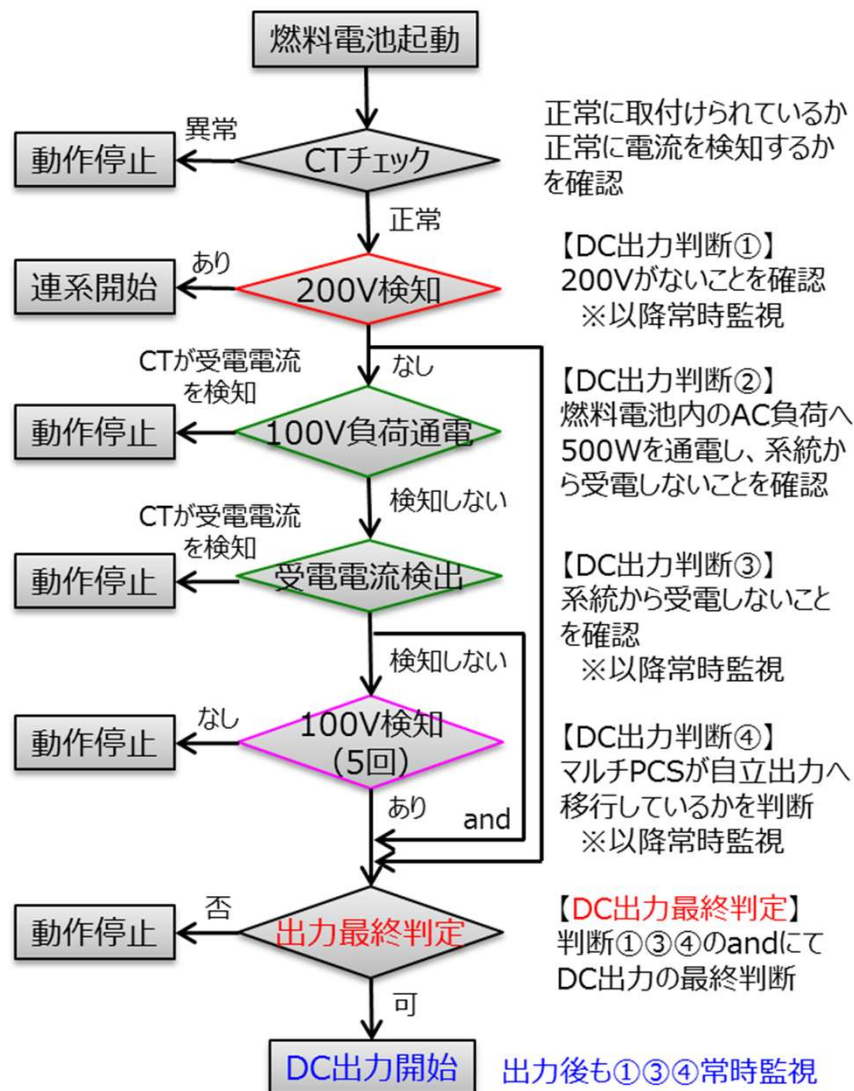 燃料電池起動
異常
動作停止
CTチェック
正常に取付けられているか
正常に電流を検知するか
を確認
正常
あり
連系開始
200V検知
【DC出力判断①】
200Vがないことを確認
※以降常時監視
なし
CTが受電電流
を検知
動作停止
100V負荷通電
【DC出力判断②】
燃料電池内のAC負荷へ
500Wを通電し、系統か
ら受電しないことを確認
検知しない
CTが受電電流
を検知
動作停止
受電電流検出
【DC出力判断③】
系統から受電しないこと
を確認
※以降常時監視
検知しない
なし
動作停止
100V検知
(5回)
【DC出力判断④】
マルチPCSが自立出力へ
移行しているかを判断
※以降常時監視
あり
and
否
動作停止
出力最終判定
【DC出力最終判定】
判断①③④のandにて
DC出力の最終判断
可
DC出力開始
出力後も①③④常時監視